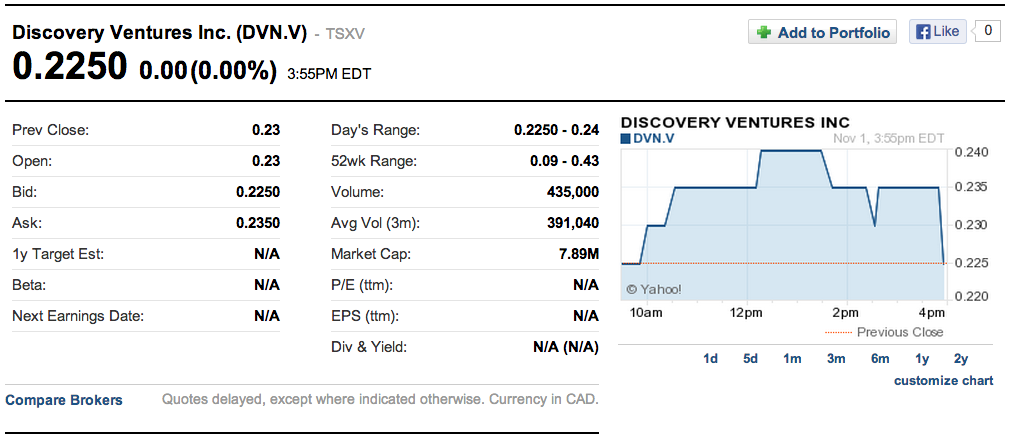 Discovery Ventures Inc. (DVN.V) - TSXV
Add to Portfolio
Like
0
0.2250 0.00(0.00%) 3:55PM EDT
Prev Close: 0.23
Open: 0.23
Bid: 0.2250
Ask: 0.2350
1y Target Est: N/A
Beta: N/A
Next Earnings Date: N/A
Day's Range: 0.2250 - 0.24
52wk Range: 0.09 - 0.43
Volume: 435,000
Avg Vol (3m): 391,040
Market Cap: 7.89M
P/E (ttm): N/A
EPS (ttm): N/A
Div & Yield: N/A (N/A)
DISCOVERY VENTURES INC
DVN.V Nov 1, 3:55pm EDT
0.240
0.235
0.230
0.225
0.220
© Yahoo!
10am 12pm 2pm 4pm
Previous Close
1d 5d 1m 3m 6m 1y 2y
customize chart
Compare Brokers
Quotes delayed, except where indicated otherwise. Currency in CAD.